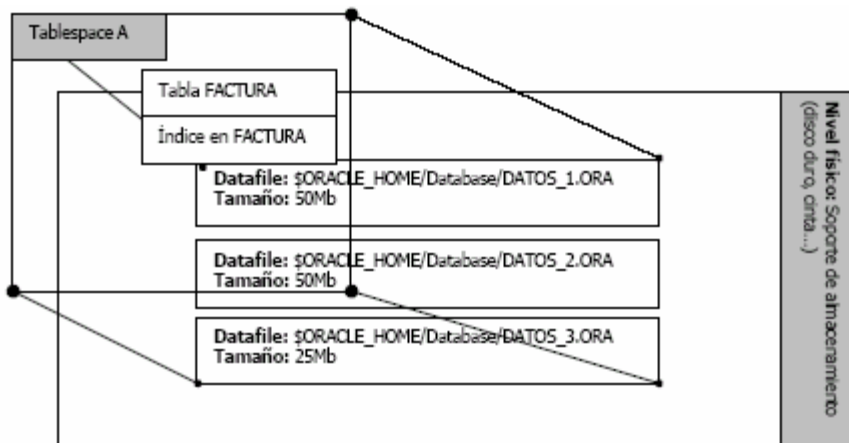 Tablespace A
Tabla FACTURA
Índice en FACTURA
Datafile: $ORACLE_HOME/Database/DATOS_1.ORA
Tamaño: 50Mb
Datafile: $ORACLE_HOME/Database/DATOS_2.ORA
Tamaño: 50Mb
Datafile: $ORACLE_HOME/Database/DATOS_3.ORA
Tamaño: 25Mb
Nivel físico: Soporte de almacenamiento
(disco duro, cinta...)